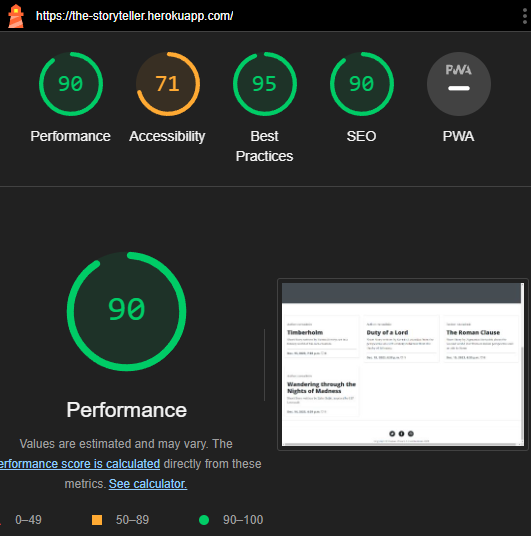 https://the-storyteller.herokuapp.com/
90
71
95
90
PWA
Performance
Accessibility
Best
Practices
SEO
PWA
90
Performance
Values are estimated and may vary. The
erformance score is calculated directly from these
metrics. See calculator.
0–49
50–89
90–100
Timberholm
Duty of a Lord
The Roman Clause
Wandering through the
Nights of Madness